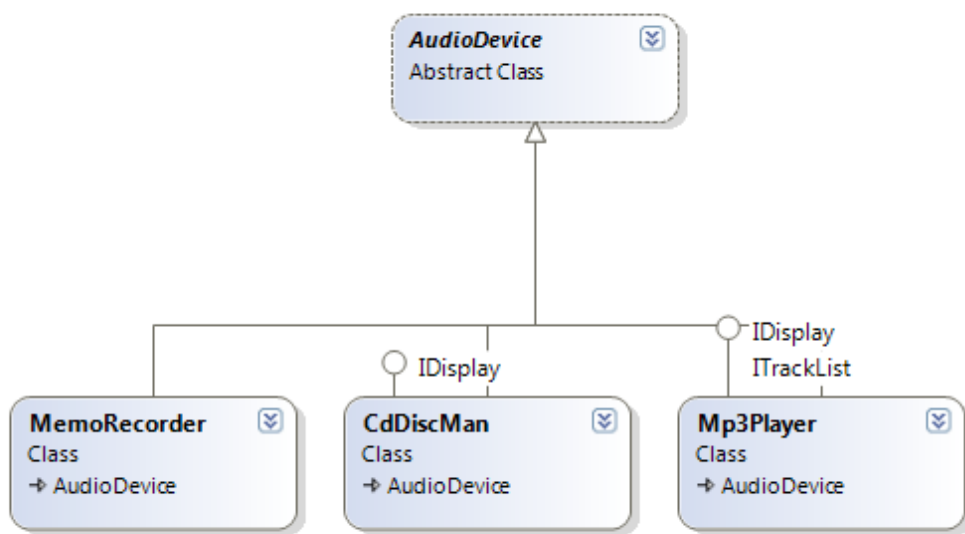 AudioDevice
Abstract Class
IDisplay
ITrackList
IDisplay
MemoRecorder
Class
AudioDevice
CdDiscMan
Class
AudioDevice
Mp3Player
Class
AudioDevice